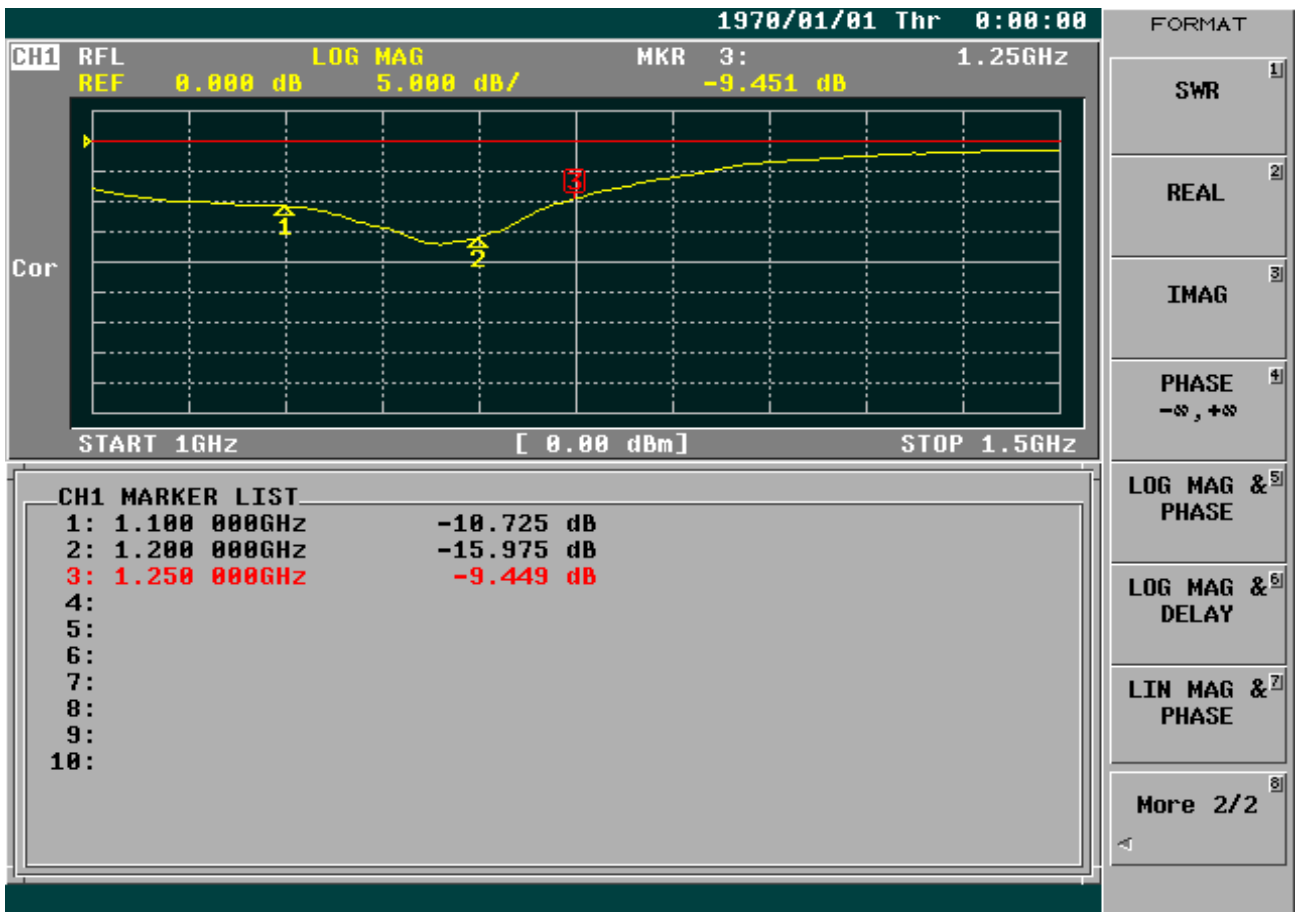 1970/01/01 Thr 0:00:00
CH1 RFL LOG MAG MKR 3: 1.25GHz
REF 0.000 dB 5.000 dB/ -9.451 dB
3
1
2
Cor
START 1GHz [ 0.00 dBm] STOP 1.5GHz
CH1 MARKER LIST
1: 1.100 000GHz -10.725 dB
2: 1.200 000GHz -15.975 dB
3: 1.250 000GHz -9.449 dB
4:
5:
6:
7:
8:
9:
10:
FORMAT
1
SWR
2
REAL
3
IMAG
4
PHASE
-∞,+∞
5
LOG MAG &
PHASE
6
LOG MAG &
DELAY
7
LIN MAG &
PHASE
8
More 2/2